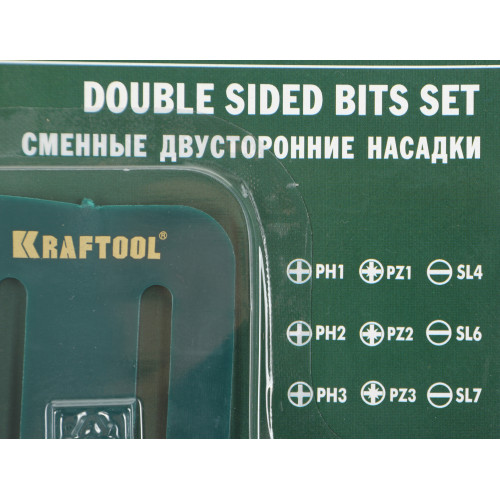 DOUBLE SIDED BITS SET
СМЕННЫЕ ДВУСТОРОННИЕ НАСАДКИ
KRAFTOOL®
PH1 PZ1 SL4
PH2 PZ2 SL6
PH3 PZ3 SL7